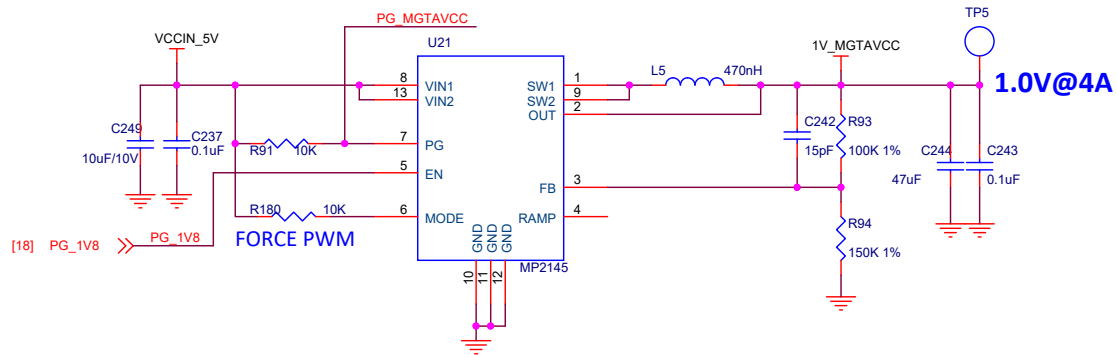 PG_MGTAVCC
TP5
VCCIN_5V
U21
1V_MGTAVCC
8
VIN1
SW1
1
L5
470nH
1.0V@4A
13
VIN2
SW2
9
OUT
2
C249
10uF/10V
C237
0.1uF
R91
10K
7
PG
C242
15pF
R93
100K 1%
C244
47uF
C243
0.1uF
5
EN
FB
3
R180
10K
6
MODE
RAMP
4
FORCE PWM
R94
150K 1%
[18]
PG_1V8
PG_1V8
GND
GND
GND
10
11
12
MP2145